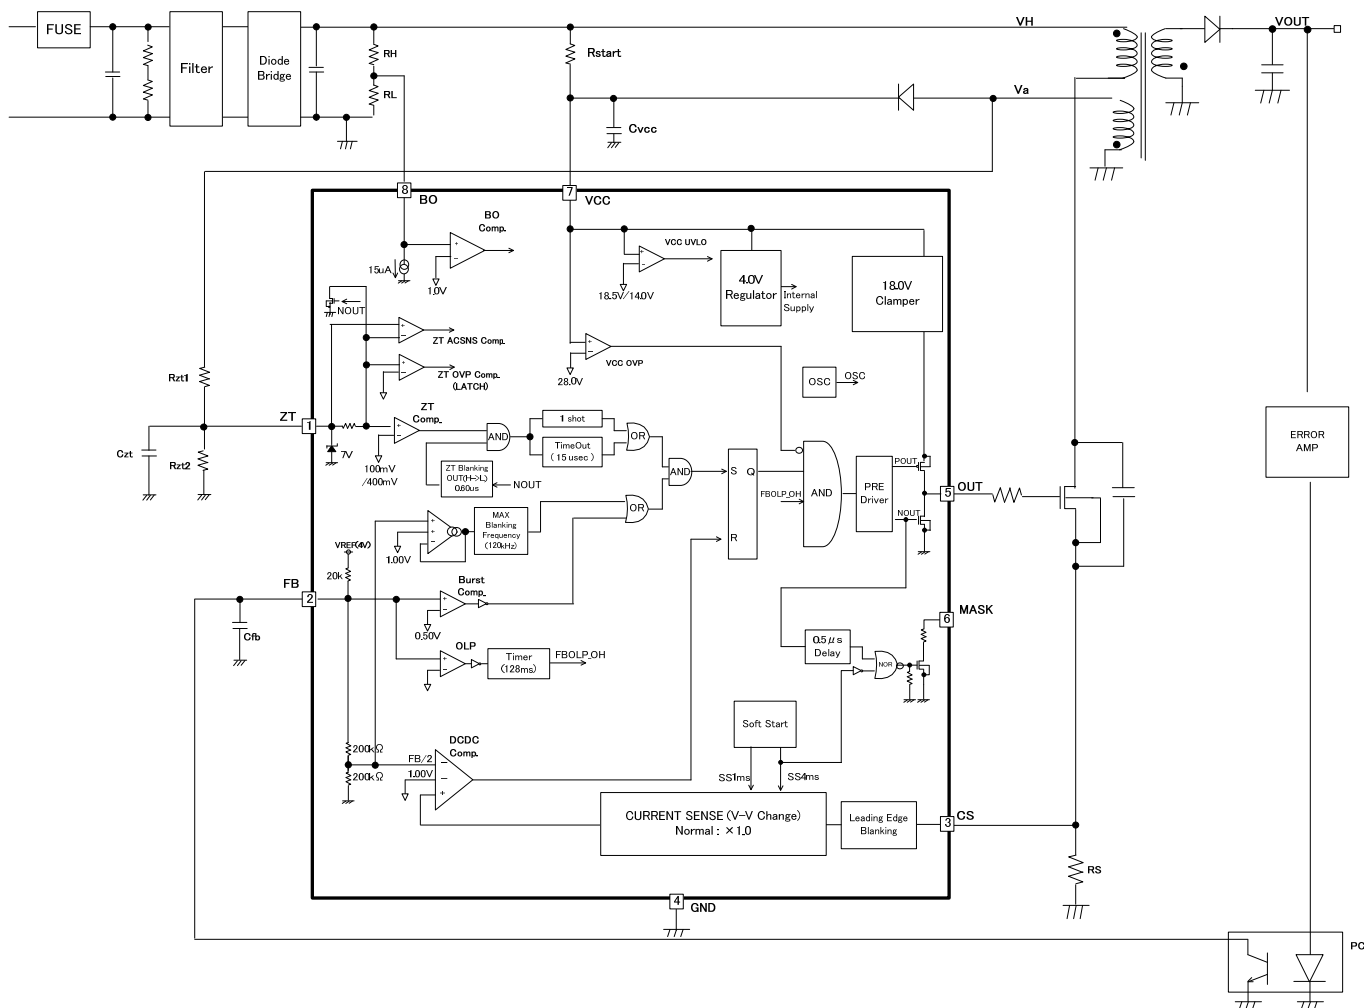 FUSE
Filter
Diode
Bridge
RH
RL
Rstart
VH
VOUT
Va
Cvcc
8
BO
7
VCC
BO
Comp.
15uA
1.0V
VCC UVLO
18.5V/14.0V
4.0V
Regulator
Internal
Supply
18.0V
Clamper
NOUT
ZT ACSNS Comp.
ZT OVP Comp.
(LATCH)
VCC OVP
28.0V
OSC
OSC
Rzt1
ZT
1
ZT
Comp.
7V
100mV
/400mV
Czt
Rzt2
AND
1 shot
TimeOut
(15 usec)
OR
ZT Blanking
OUT(H->L)
0.60us
NOUT
AND
S
Q
R
FBOLP_OH
AND
PRE
Driver
POUT
NOUT
5
OUT
ERROR
AMP
OR
MAX
Blanking
Frequency
(120kHz)
1.00V
VREF(4V)
20k
FB
2
Cfb
Burst
Comp.
0.50V
OLP
Timer
(128ms)
FBOLP_OH
6
MASK
0.5μs
Delay
NOR
Soft Start
SS1ms
SS4ms
200kΩ
200kΩ
FB/2
1.00V
DCDC
Comp.
CURRENT SENSE (V-V Change)
Normal : ×1.0
Leading Edge
Blanking
3
CS
RS
4
GND
PC